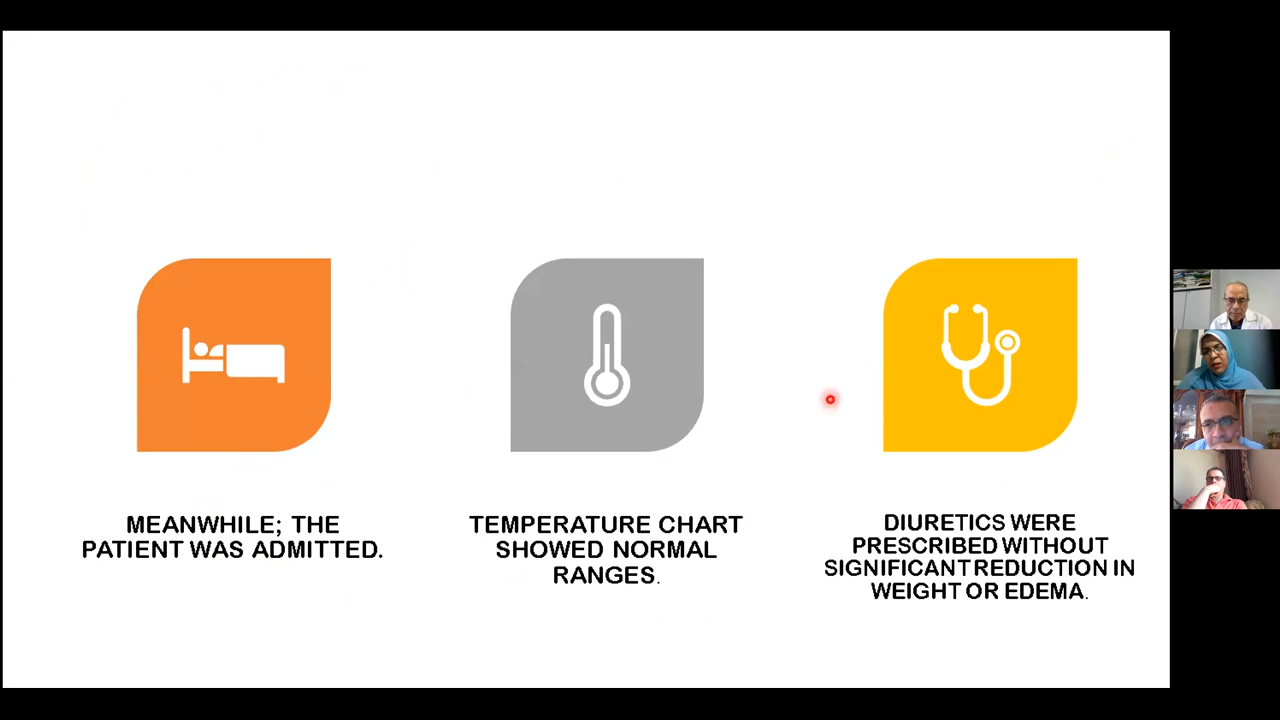 MEANWHILE; THE
PATIENT WAS ADMITTED.
TEMPERATURE CHART
SHOWED NORMAL
RANGES.
DIURETICS WERE
PRESCRIBED WITHOUT
SIGNIFICANT REDUCTION IN
WEIGHT OR EDEMA.